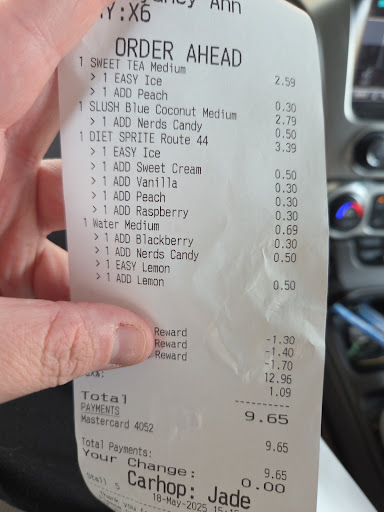 Ann
Y:X6
ORDER AHEAD
1 SWEET TEA Medium 2.59
> 1 EASY Ice
> 1 ADD Peach 0.30
1 SLUSH Blue Coconut Medium 2.79
> 1 ADD Nerds Candy 0.50
1 DIET SPRITE Route 44 3.39
> 1 EASY Ice
> 1 ADD Sweet Cream 0.50
> 1 ADD Vanilla 0.30
> 1 ADD Peach 0.30
> 1 ADD Raspberry 0.30
1 Water Medium 0.69
> 1 ADD Blackberry 0.30
> 1 ADD Nerds Candy 0.50
> 1 EASY Lemon
> 1 ADD Lemon 0.50
Reward -1.30
Reward -1.40
Reward -1.70
12.96
1.09
Total 9.65
PAYMENTS
Mastercard 4052 9.65
Total Payments: 9.65
Your Change: 0.00
Carhop: Jade
Stall 5 18-May-2025
Thank you